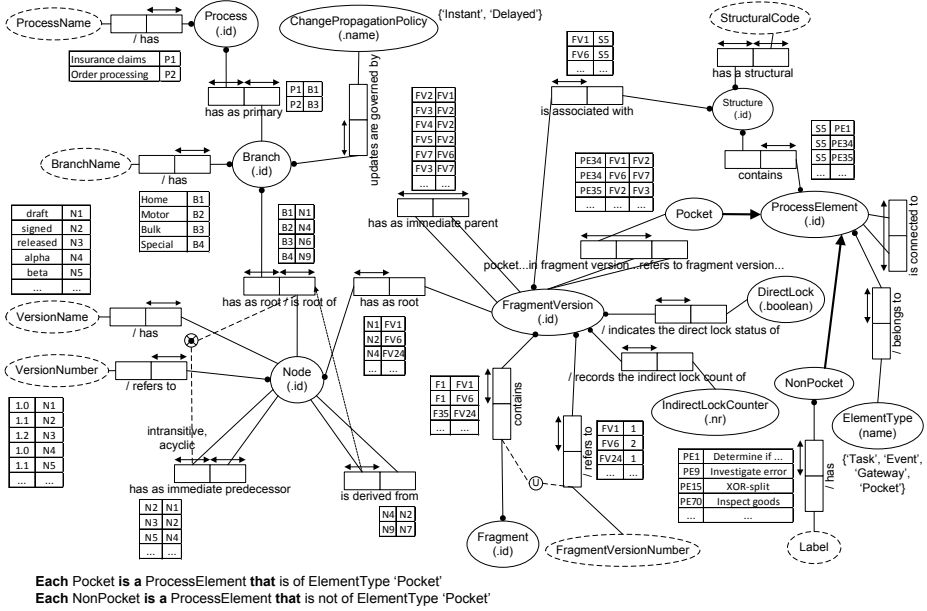 ProcessName
/ has
Process
(.id)
Insurance claims P1
Order processing P2
has as primary
P1 B1
P2 B3
ChangePropagationPolicy
(.name)
{'Instant', 'Delayed'}
updates are governed by
StructuralCode
has a structural
FV1 S5
FV6 S5
... ...
is associated with
Structure
(.id)
contains
S5 PE1
S5 PE34
S5 PE35
... ...
BranchName
/ has
Branch
(.id)
Home B1
Motor B2
Bulk B3
Special B4
FV2 FV1
FV3 FV2
FV4 FV2
FV5 FV2
FV7 FV6
FV3 FV7
... ...
has as immediate parent
PE34 FV1 FV2
PE34 FV6 FV7
PE35 FV2 FV3
... ... ...
Pocket
ProcessElement
(.id)
is connected to
pocket...in fragment version...refers to fragment version...
draft N1
signed N2
released N3
alpha N4
beta N5
... ...
B1 N1
B2 N4
B3 N6
B4 N9
has as root / is root of
has as root
N1 FV1
N2 FV6
N4 FV24
... ...
FragmentVersion
(.id)
DirectLock
(.boolean)
/ indicates the direct lock status of
/ belongs to
VersionName
/ has
VersionNumber
/ refers to
Node
(.id)
1.0 N1
1.1 N2
1.2 N3
1.0 N4
1.1 N5
... ...
intransitive,
acyclic
has as immediate predecessor
N2 N1
N3 N2
N5 N4
... ...
is derived from
N4 N2
N9 N7
/ records the indirect lock count of
IndirectLockCounter
(.nr)
NonPocket
ElementType
(name)
{'Task', 'Event',
'Gateway',
'Pocket'}
F1 FV1
F1 FV6
F35 FV24
... ...
contains
/ refers to
FV1 1
FV6 2
FV24 1
... ...
U
Fragment
(.id)
FragmentVersionNumber
PE1 Determine if ...
PE9 Investigate error
PE15 XOR-split
PE70 Inspect goods
... ...
/ has
Label
Each Pocket is a ProcessElement that is of ElementType 'Pocket'
Each NonPocket is a ProcessElement that is not of ElementType 'Pocket'